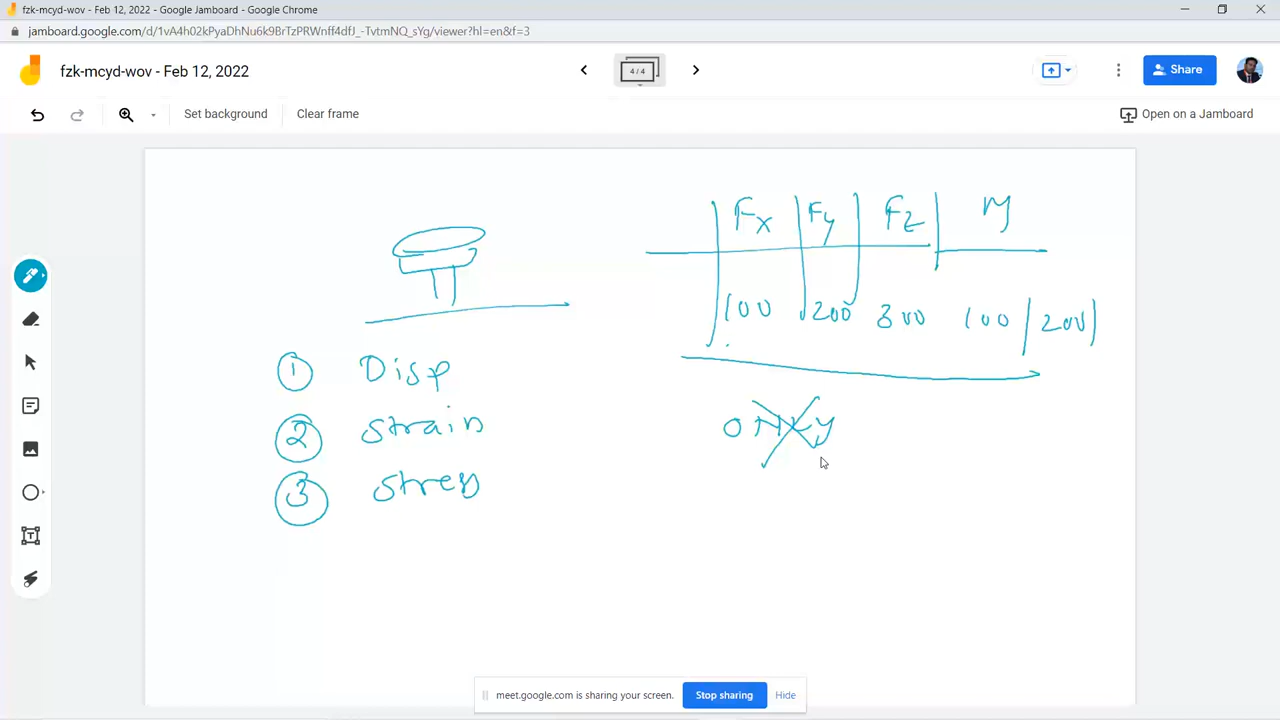 fzk-mcyd-wov - Feb 12, 2022 - Google Jamboard - Google Chrome
jamboard.google.com/d/1vA4h02kPyaDhNu6k9BrTzPRWnff4dfJ_-TvtmNQ_sYg/viewer?hl=en&f=3
fzk-mcyd-wov - Feb 12, 2022
4 / 4
Share
Set background
Clear frame
Open on a Jamboard
Fx Fy Fz M
100 200 300 100 200
1 Disp
2 strain
3 stress
ONLY
meet.google.com is sharing your screen.
Stop sharing
Hide